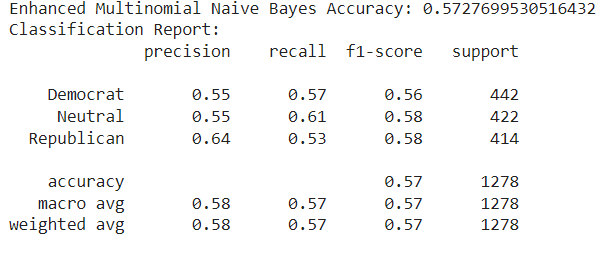 Enhanced Multinomial Naive Bayes Accuracy: 0.5727699530516432
Classification Report:
precision recall f1-score support
Democrat 0.55 0.57 0.56 442
Neutral 0.55 0.61 0.58 422
Republican 0.64 0.53 0.58 414
accuracy 0.57 1278
macro avg 0.58 0.57 0.57 1278
weighted avg 0.58 0.57 0.57 1278